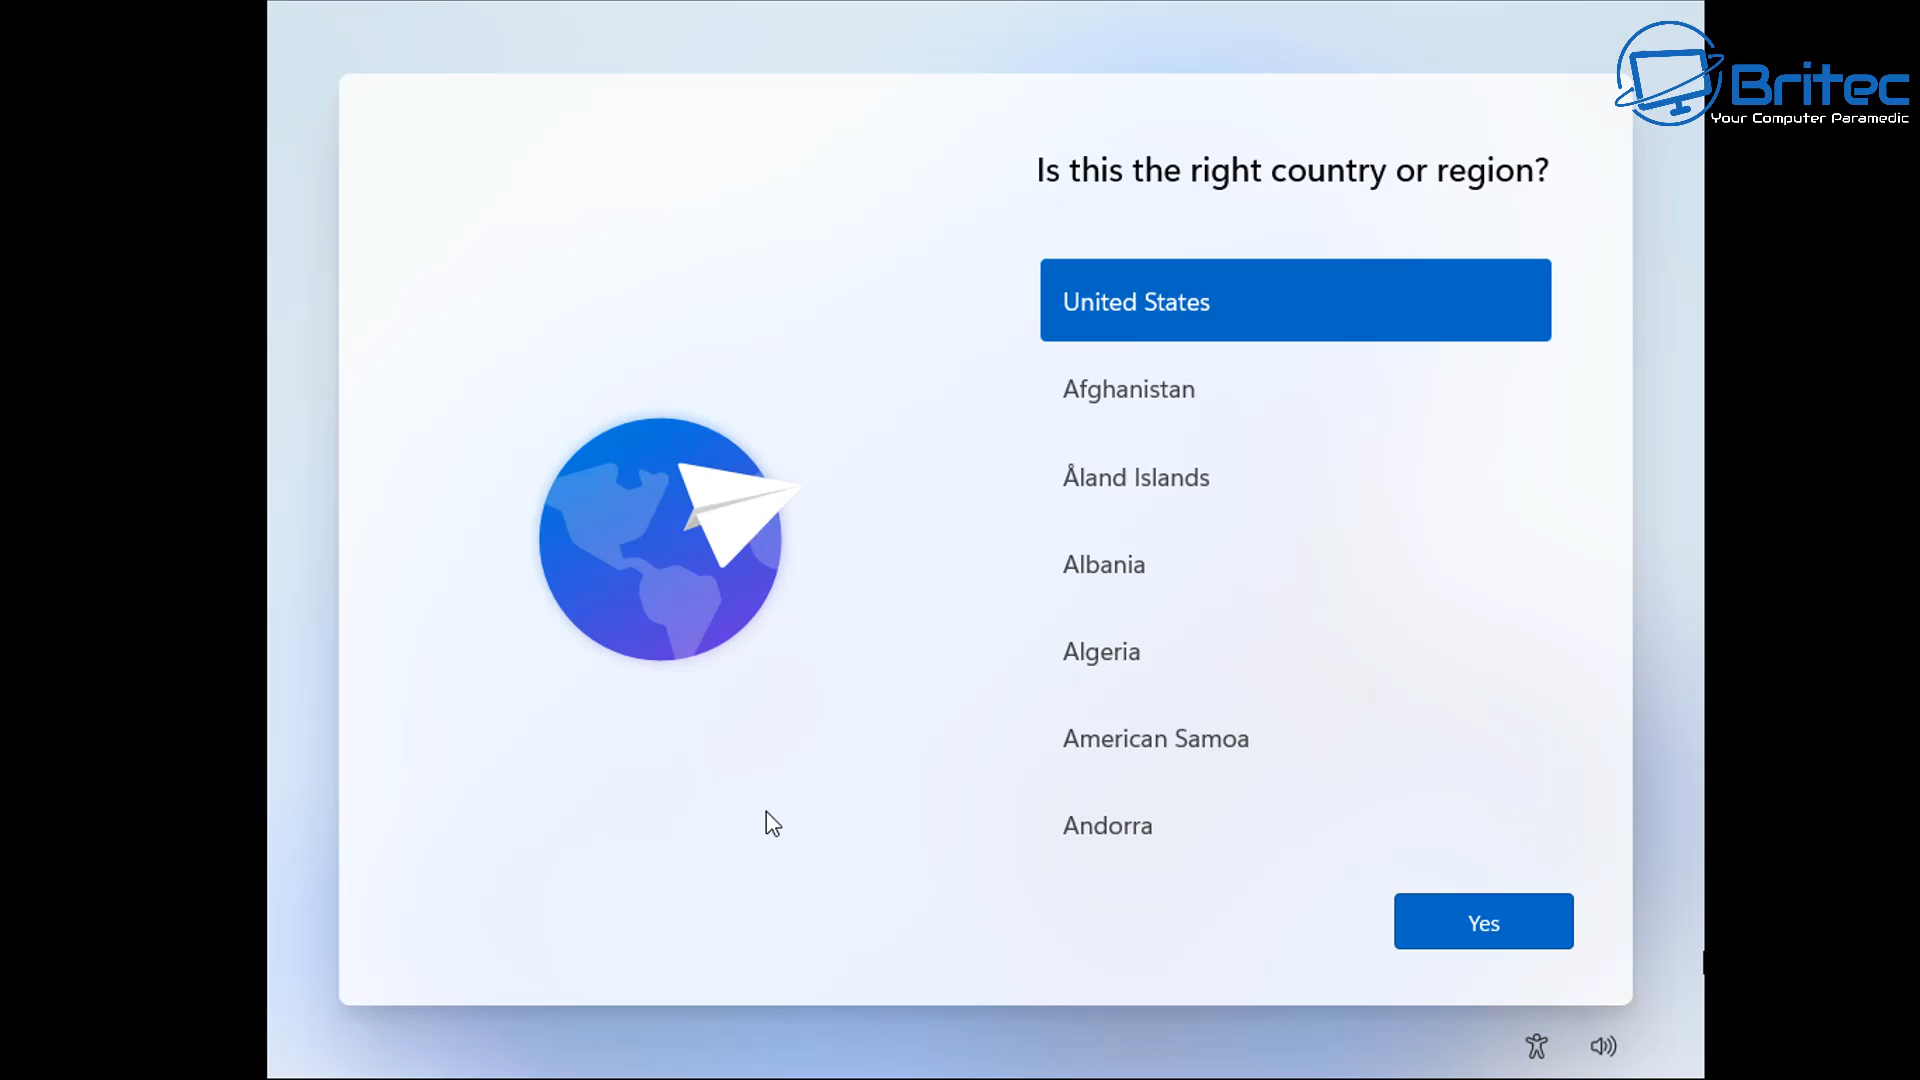 Britec
Your Computer Paramedic
Is this the right country or region?
United States
Afghanistan
Åland Islands
Albania
Algeria
American Samoa
Andorra
Yes